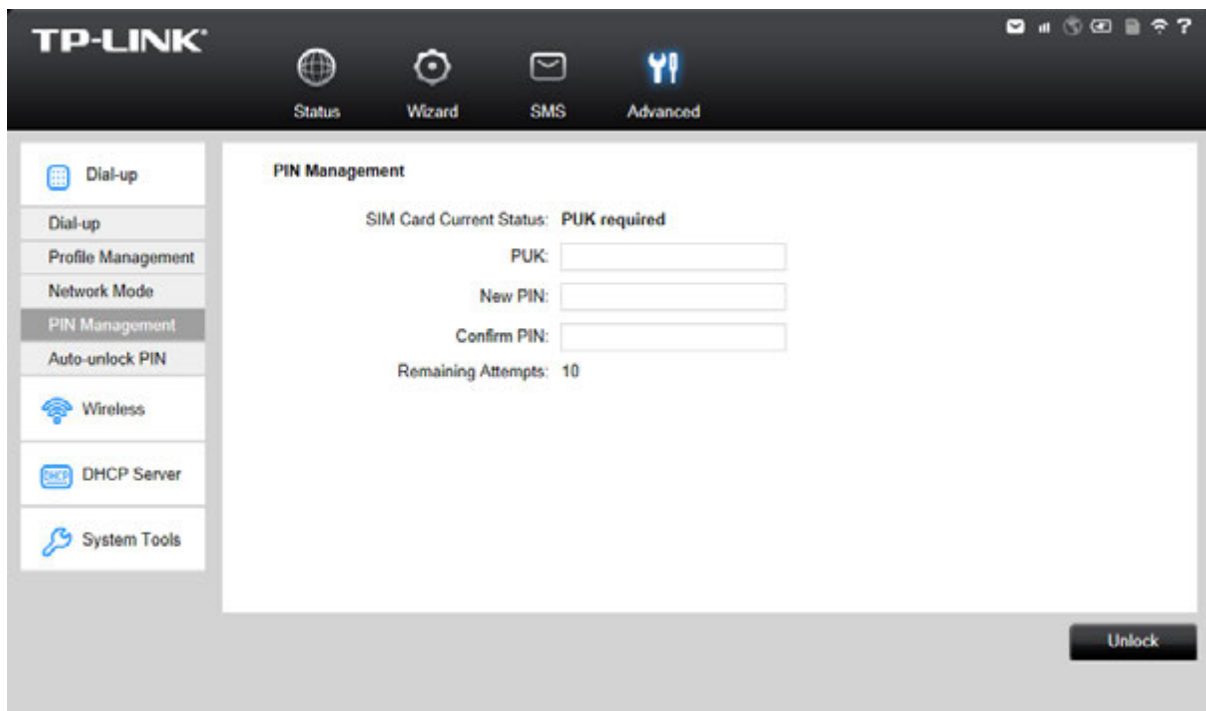 TP-LINK
?
Status Wizard SMS Advanced
Dial-up
Dial-up
Profile Management
Network Mode
PIN Management
Auto-unlock PIN
Wireless
DHCP
DHCP Server
System Tools
PIN Management
SIM Card Current Status: PUK required
PUK:
New PIN:
Confirm PIN:
Remaining Attempts: 10
Unlock